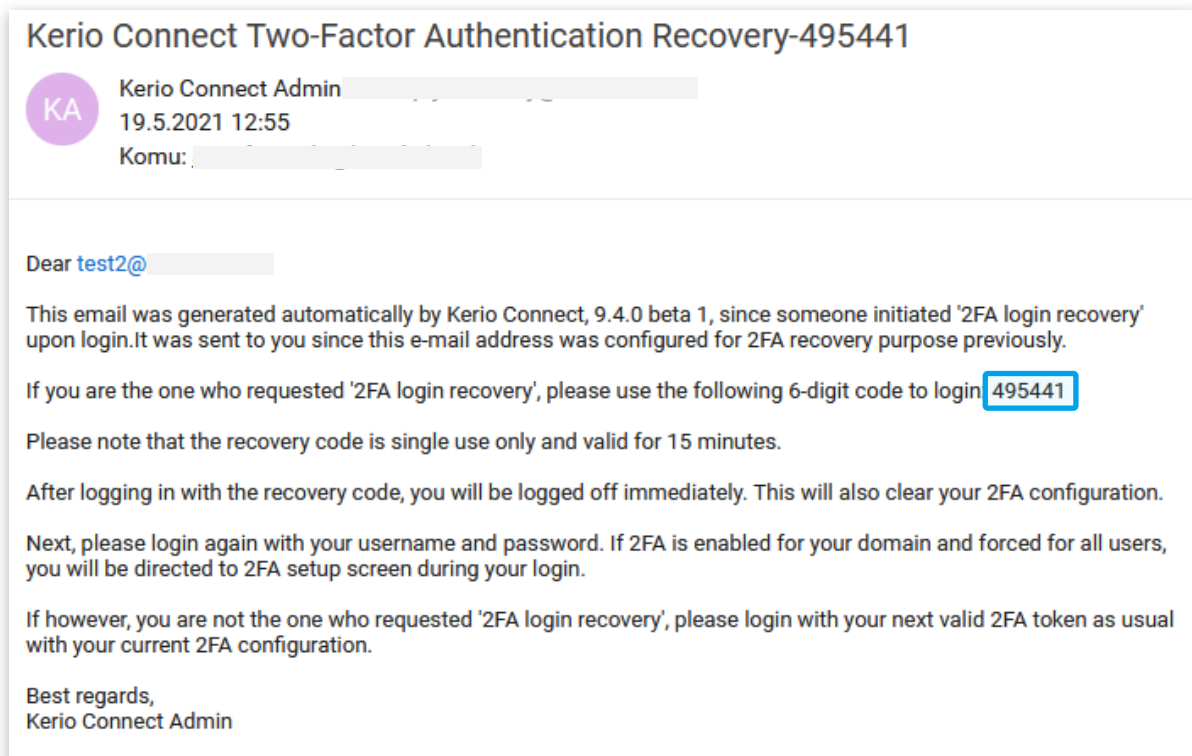 Kerio Connect Two-Factor Authentication Recovery-495441
KA
Kerio Connect Admin
19.5.2021 12:55
Komu:
Dear test2@
This email was generated automatically by Kerio Connect, 9.4.0 beta 1, since someone initiated '2FA login recovery'
upon login.It was sent to you since this e-mail address was configured for 2FA recovery purpose previously.
If you are the one who requested '2FA login recovery', please use the following 6-digit code to login: 495441
Please note that the recovery code is single use only and valid for 15 minutes.
After logging in with the recovery code, you will be logged off immediately. This will also clear your 2FA configuration.
Next, please login again with your username and password. If 2FA is enabled for your domain and forced for all users,
you will be directed to 2FA setup screen during your login.
If however, you are not the one who requested '2FA login recovery', please login with your next valid 2FA token as usual
with your current 2FA configuration.
Best regards,
Kerio Connect Admin